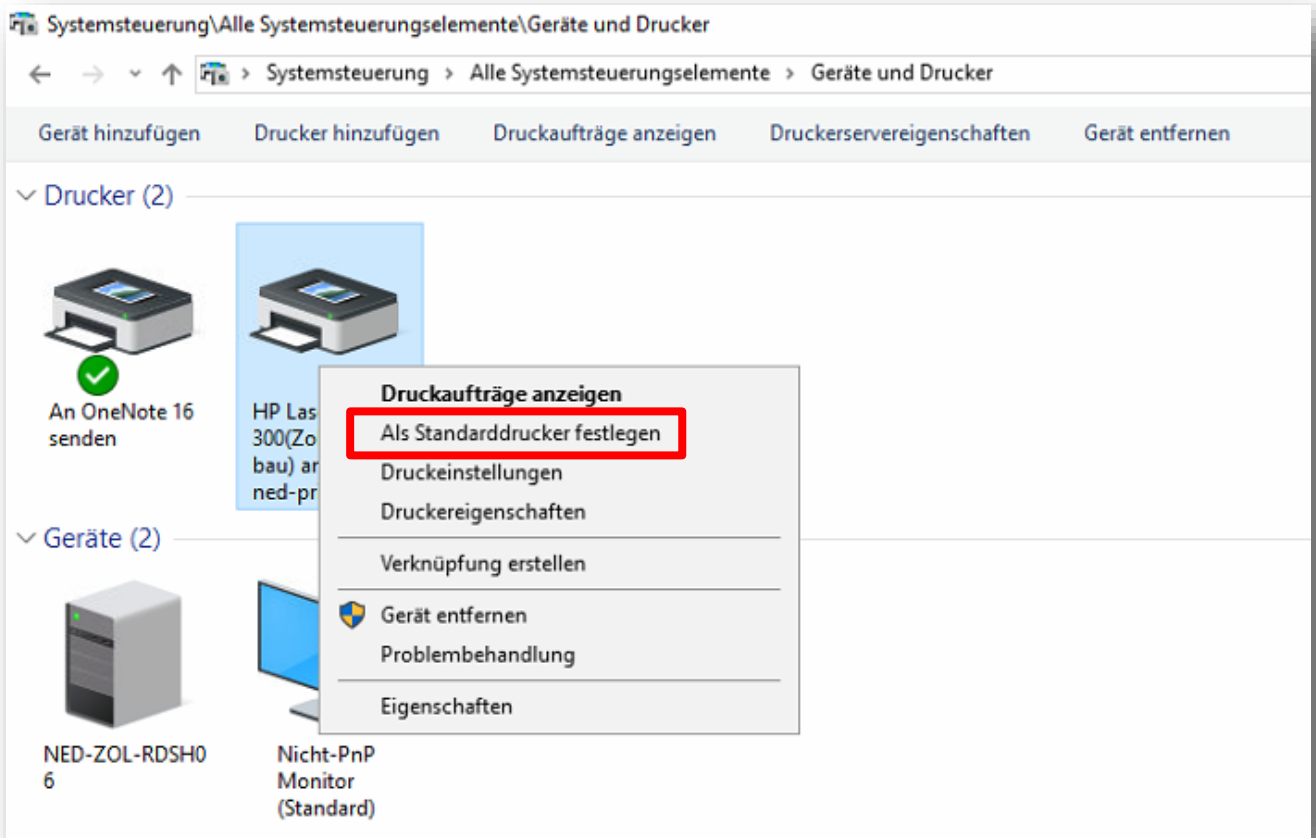 Systemsteuerung\Alle Systemsteuerungselemente\Geräte und Drucker
Systemsteuerung > Alle Systemsteuerungselemente > Geräte und Drucker
Gerät hinzufügen Drucker hinzufügen Druckaufträge anzeigen Druckerservereigenschaften Gerät entfernen
Drucker (2)
An OneNote 16
senden
HP Las
300(Zo
bau) an
ned-pr
Druckaufträge anzeigen
Als Standarddrucker festlegen
Druckeinstellungen
Druckereigenschaften
Verknüpfung erstellen
Gerät entfernen
Problembehandlung
Eigenschaften
Geräte (2)
NED-ZOL-RDSH0
6
Nicht-PnP
Monitor
(Standard)